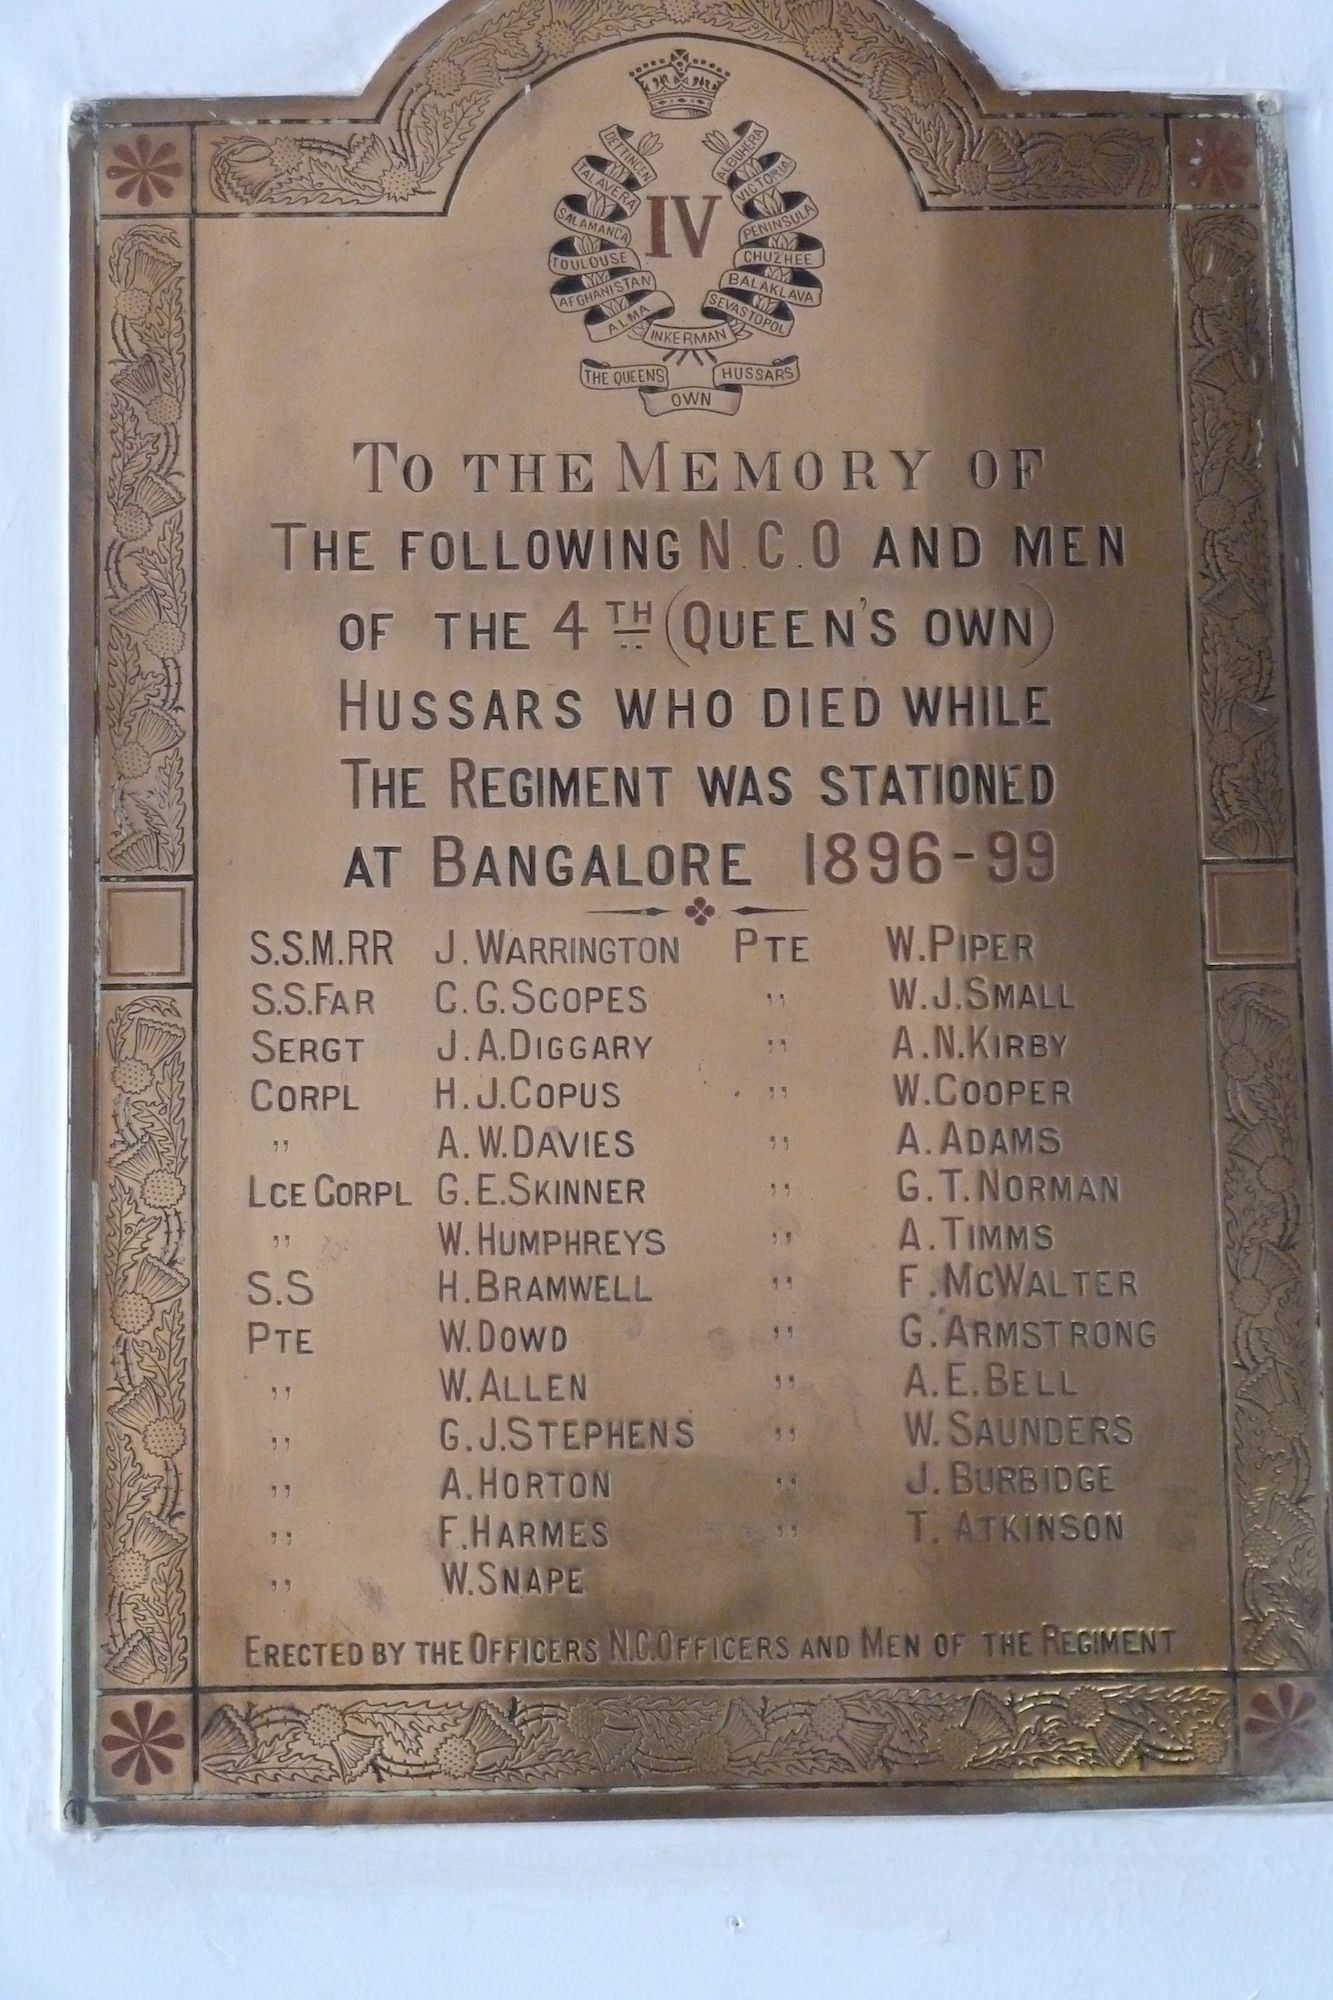 DETTINGEN ALBUHERA
TALAVERA VICTORIA
IV
SALAMANCA PENINSULA
TOULOUSE CHUZHEE
AFGHANISTAN BALAKLAVA
ALMA SEVASTOPOL
INKERMAN
THE QUEENS HUSSARS
OWN
TO THE MEMORY OF
THE FOLLOWING N.C.O AND MEN
OF THE 4TH (QUEEN'S OWN)
HUSSARS WHO DIED WHILE
THE REGIMENT WAS STATIONED
AT BANGALORE 1896-99
S.S.M.RR J. WARRINGTON PTE W. PIPER
S.S.FAR C.G.SCOPES " W.J.SMALL
SERGT J.A.DIGGARY " A.N.KIRBY
CORPL H.J.COPUS " W.COOPER
" A.W.DAVIES " A.ADAMS
LCE CORPL G.E.SKINNER " G.T.NORMAN
" W.HUMPHREYS " A.TIMMS
S.S H.BRAMWELL " F.MCWALTER
PTE W.DOWD " G.ARMSTRONG
" W.ALLEN " A.E.BELL
" G.J.STEPHENS " W.SAUNDERS
" A.HORTON " J.BURBIDGE
" F.HARMES " T.ATKINSON
" W.SNAPE
ERECTED BY THE OFFICERS N.C.OFFICERS AND MEN OF THE REGIMENT